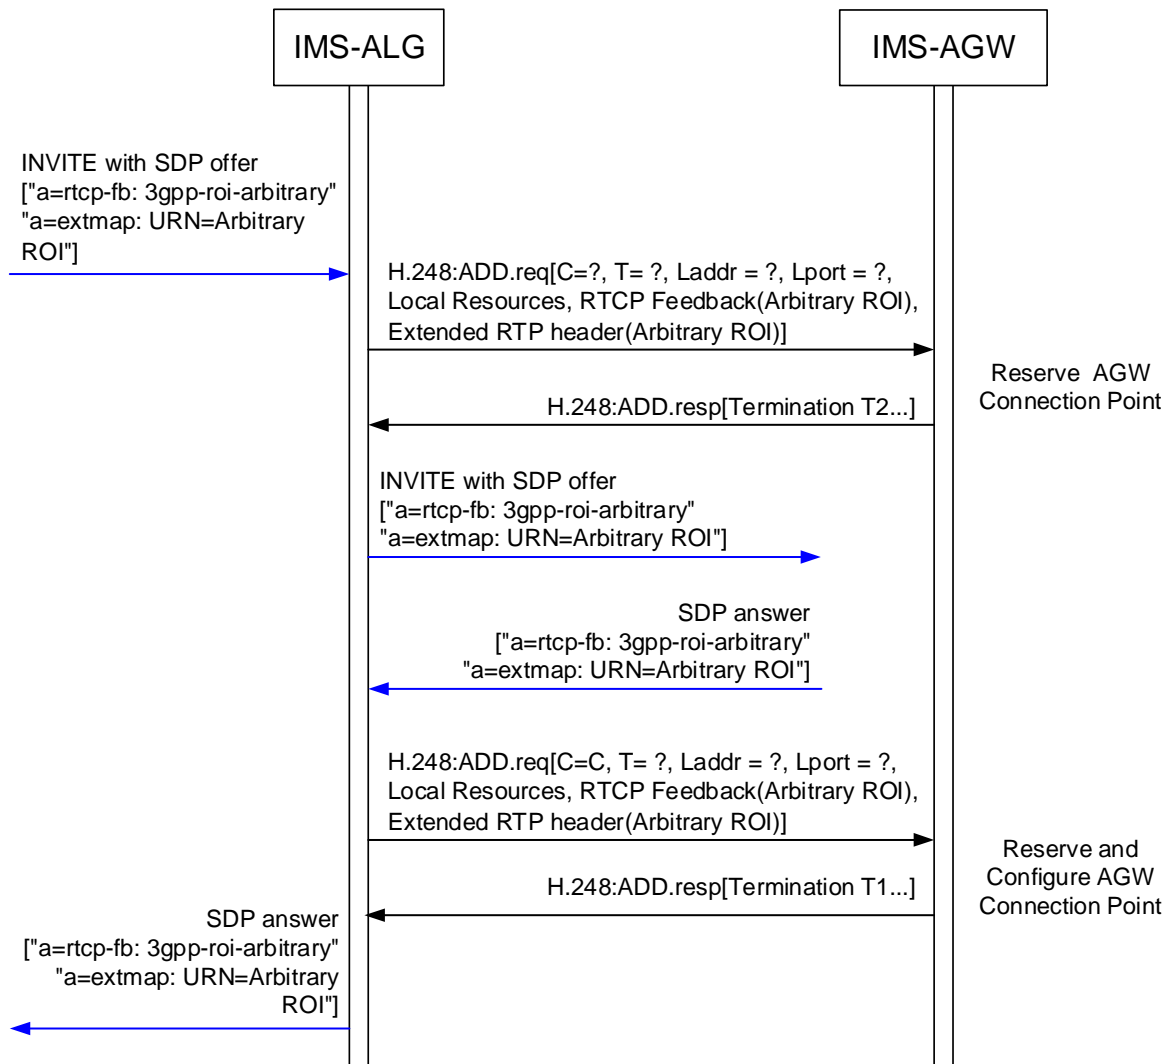 IMS-ALG
IMS-AGW
INVITE with SDP offer
["a=rtcp-fb: 3gpp-roi-arbitrary"
"a=extmap: URN=Arbitrary
ROI"]
H.248:ADD.req[C=?, T= ?, Laddr = ?, Lport = ?,
Local Resources, RTCP Feedback(Arbitrary ROI),
Extended RTP header(Arbitrary ROI)]
Reserve AGW
Connection Point
H.248:ADD.resp[Termination T2...]
INVITE with SDP offer
["a=rtcp-fb: 3gpp-roi-arbitrary"
"a=extmap: URN=Arbitrary ROI"]
SDP answer
["a=rtcp-fb: 3gpp-roi-arbitrary"
"a=extmap: URN=Arbitrary ROI"]
H.248:ADD.req[C=C, T= ?, Laddr = ?, Lport = ?,
Local Resources, RTCP Feedback(Arbitrary ROI),
Extended RTP header(Arbitrary ROI)]
Reserve and
Configure AGW
Connection Point
H.248:ADD.resp[Termination T1...]
SDP answer
["a=rtcp-fb: 3gpp-roi-arbitrary"
"a=extmap: URN=Arbitrary
ROI"]